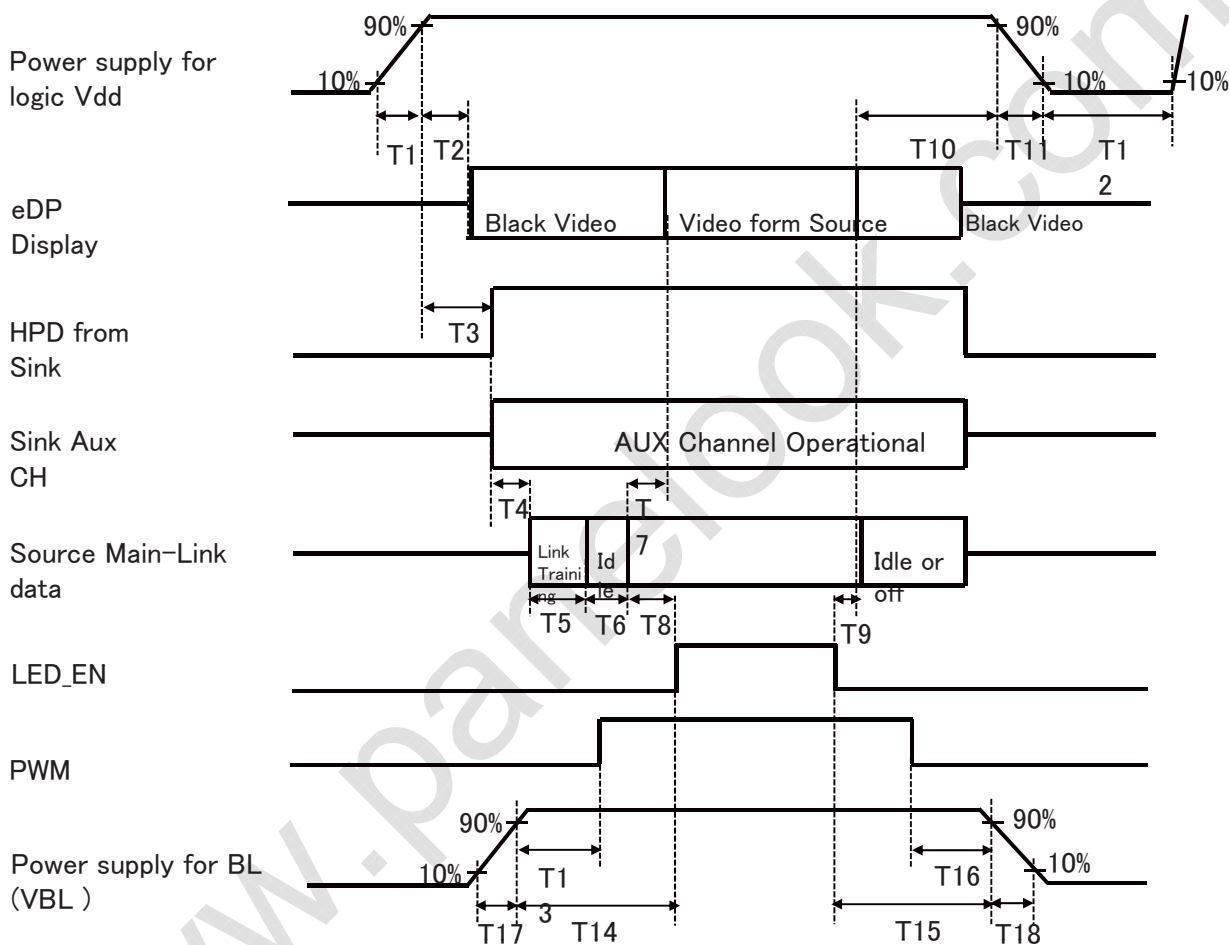 90%
90%
Power supply for
logic Vdd
10%
10%
10%
T1
T2
T10
T11
T1
2
eDP
Display
Black Video
Video form Source
Black Video
T3
HPD from
Sink
Sink Aux
CH
AUX Channel Operational
T4
T
7
Source Main-Link
data
Link
Traini
ng
Id
le
Idle or
off
T5
T6
T8
T9
LED_EN
PWM
90%
90%
Power supply for BL
(VBL )
10%
10%
T1
3
T16
T17
T14
T15
T18
www.panelook.com